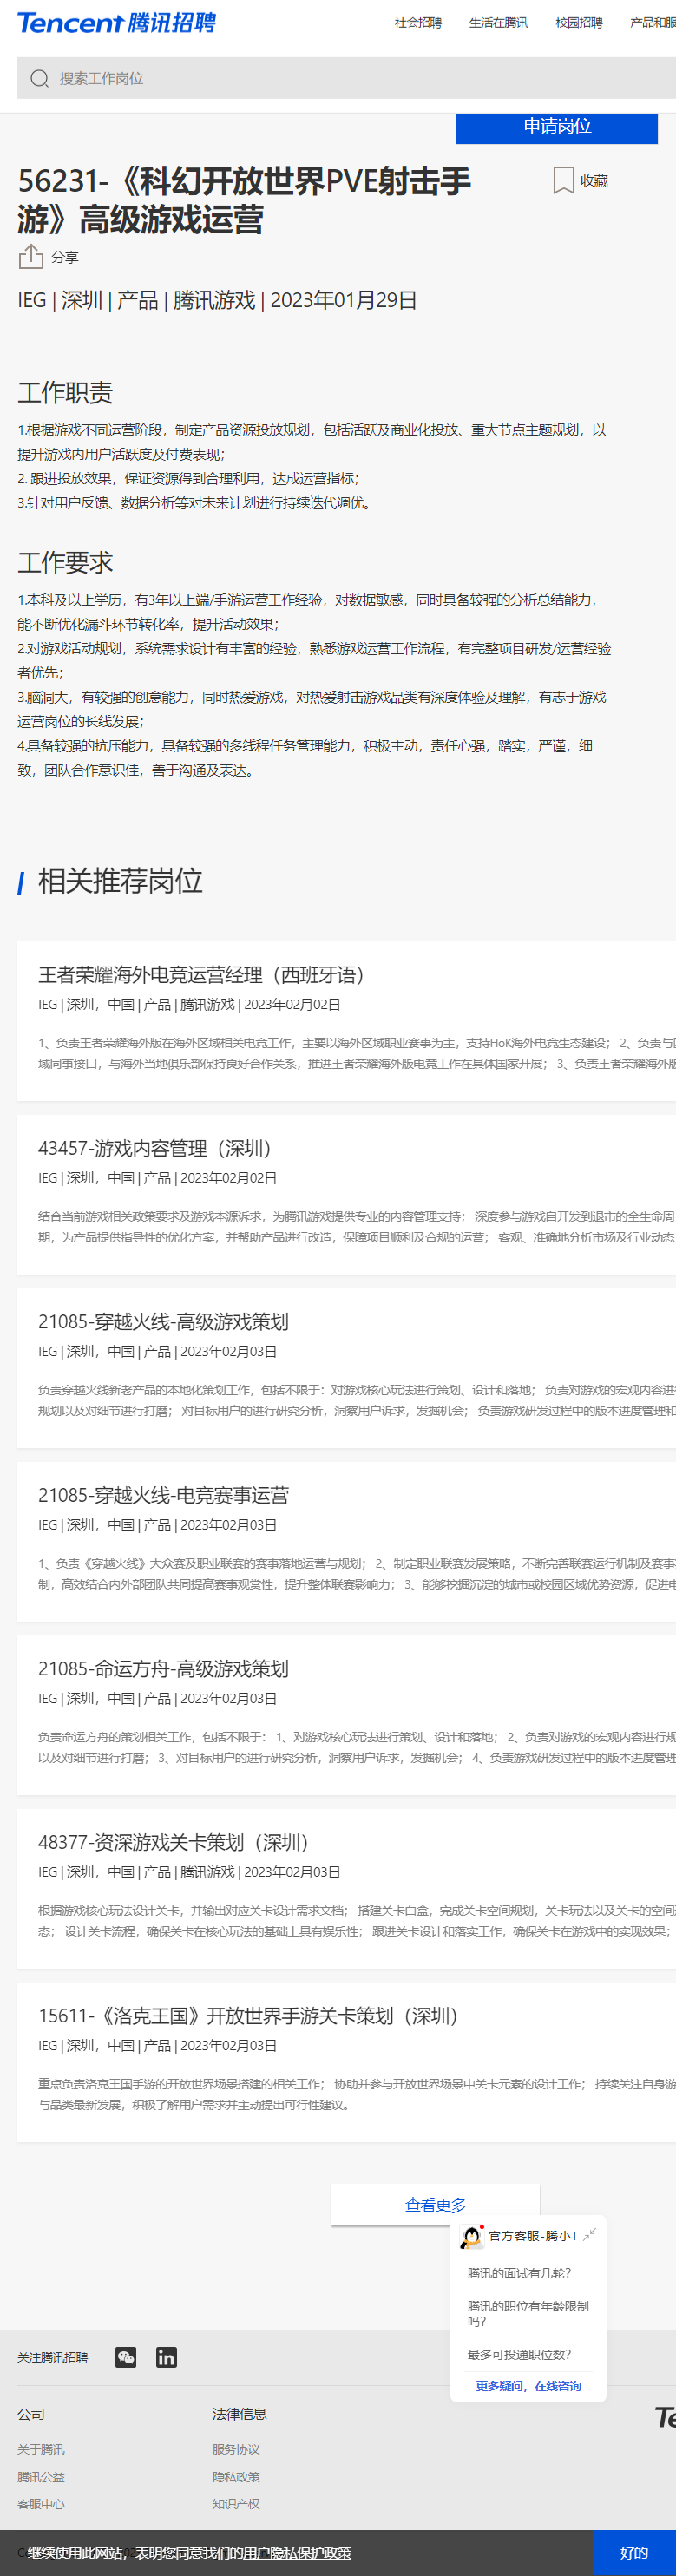 Tencent 腾讯招聘
社会招聘 生活在腾讯 校园招聘 产品和服
搜索工作岗位
申请岗位
56231-《科幻开放世界PVE射击手
游》高级游戏运营
收藏
分享
IEG | 深圳 | 产品 | 腾讯游戏 | 2023年01月29日
工作职责
1.根据游戏不同运营阶段，制定产品资源投放规划，包括活跃及商业化投放、重大节点主题规划，以
提升游戏内用户活跃度及付费表现；
2. 跟进投放效果，保证资源得到合理利用，达成运营指标；
3.针对用户反馈、数据分析等对未来计划进行持续迭代调优。
工作要求
1.本科及以上学历，有3年以上端/手游运营工作经验，对数据敏感，同时具备较强的分析总结能力，
能不断优化漏斗环节转化率，提升活动效果；
2.对游戏活动规划，系统需求设计有丰富的经验，熟悉游戏运营工作流程，有完整项目研发/运营经验
者优先；
3.脑洞大，有较强的创意能力，同时热爱游戏，对热爱射击游戏品类有深度体验及理解，有志于游戏
运营岗位的长线发展；
4.具备较强的抗压能力，具备较强的多线程任务管理能力，积极主动，责任心强，踏实，严谨，细
致，团队合作意识佳，善于沟通及表达。
相关推荐岗位
王者荣耀海外电竞运营经理（西班牙语）
IEG | 深圳，中国 | 产品 | 腾讯游戏 | 2023年02月02日
1、负责王者荣耀海外版在海外区域相关电竞工作，主要以海外区域职业赛事为主，支持HoK海外电竞生态建设； 2、负责与
域同事接口，与海外当地俱乐部保持良好合作关系，推进王者荣耀海外版电竞工作在具体国家开展； 3、负责王者荣耀海外版
43457-游戏内容管理（深圳）
IEG | 深圳，中国 | 产品 | 2023年02月02日
结合当前游戏相关政策要求及游戏本源诉求，为腾讯游戏提供专业的内容管理支持； 深度参与游戏自开发到退市的全生命周
期，为产品提供指导性的优化方案，并帮助产品进行改造，保障项目顺利及合规的运营； 客观、准确地分析市场及行业动态
21085-穿越火线-高级游戏策划
IEG | 深圳，中国 | 产品 | 2023年02月03日
负责穿越火线新老产品的本地化策划工作，包括不限于：对游戏核心玩法进行策划、设计和落地； 负责对游戏的宏观内容进
规划以及对细节进行打磨； 对目标用户的进行研究分析，洞察用户诉求，发掘机会； 负责游戏研发过程中的版本进度管理和
21085-穿越火线-电竞赛事运营
IEG | 深圳，中国 | 产品 | 2023年02月03日
1、负责《穿越火线》大众赛及职业联赛的赛事落地运营与规划； 2、制定职业联赛发展策略，不断完善联赛运行机制及赛事
制，高效结合内外部团队共同提高赛事观赏性，提升整体联赛影响力； 3、能够挖掘沉淀的城市或校园区域优势资源，促进电
21085-命运方舟-高级游戏策划
IEG | 深圳，中国 | 产品 | 2023年02月03日
负责命运方舟的策划相关工作，包括不限于： 1、对游戏核心玩法进行策划、设计和落地； 2、负责对游戏的宏观内容进行规
以及对细节进行打磨； 3、对目标用户的进行研究分析，洞察用户诉求，发掘机会； 4、负责游戏研发过程中的版本进度管理
48377-资深游戏关卡策划（深圳）
IEG | 深圳，中国 | 产品 | 腾讯游戏 | 2023年02月03日
根据游戏核心玩法设计关卡，并输出对应关卡设计需求文档； 搭建关卡白盒，完成关卡空间规划，关卡玩法以及关卡的空间
态； 设计关卡流程，确保关卡在核心玩法的基础上具有娱乐性； 跟进关卡设计和落实工作，确保关卡在游戏中的实现效果；
15611-《洛克王国》开放世界手游关卡策划（深圳）
IEG | 深圳，中国 | 产品 | 2023年02月03日
重点负责洛克王国手游的开放世界场景搭建的相关工作； 协助并参与开放世界场景中关卡元素的设计工作； 持续关注自身游
与品类最新发展，积极了解用户需求并主动提出可行性建议。
查看更多
官方客服-腾小T
腾讯的面试有几轮?
腾讯的职位有年龄限制
吗?
最多可投递职位数?
更多疑问，在线咨询
关注腾讯招聘
公司 法律信息
关于腾讯 服务协议
腾讯公益 隐私政策
客服中心 知识产权
继续使用此网站，表明您同意我们的用户隐私保护政策
好的